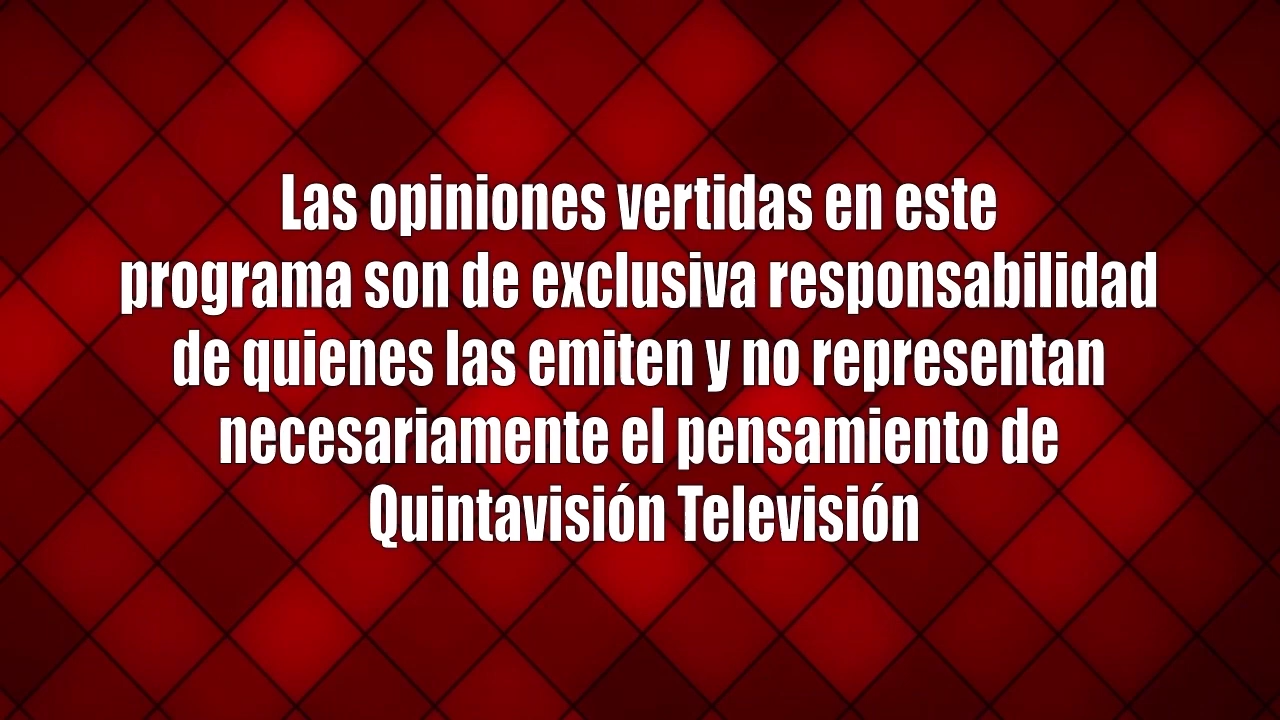 Las opiniones vertidas en este
programa son de exclusiva responsabilidad
de quienes las emiten y no representan
necesariamente el pensamiento de
Quintavisión Televisión